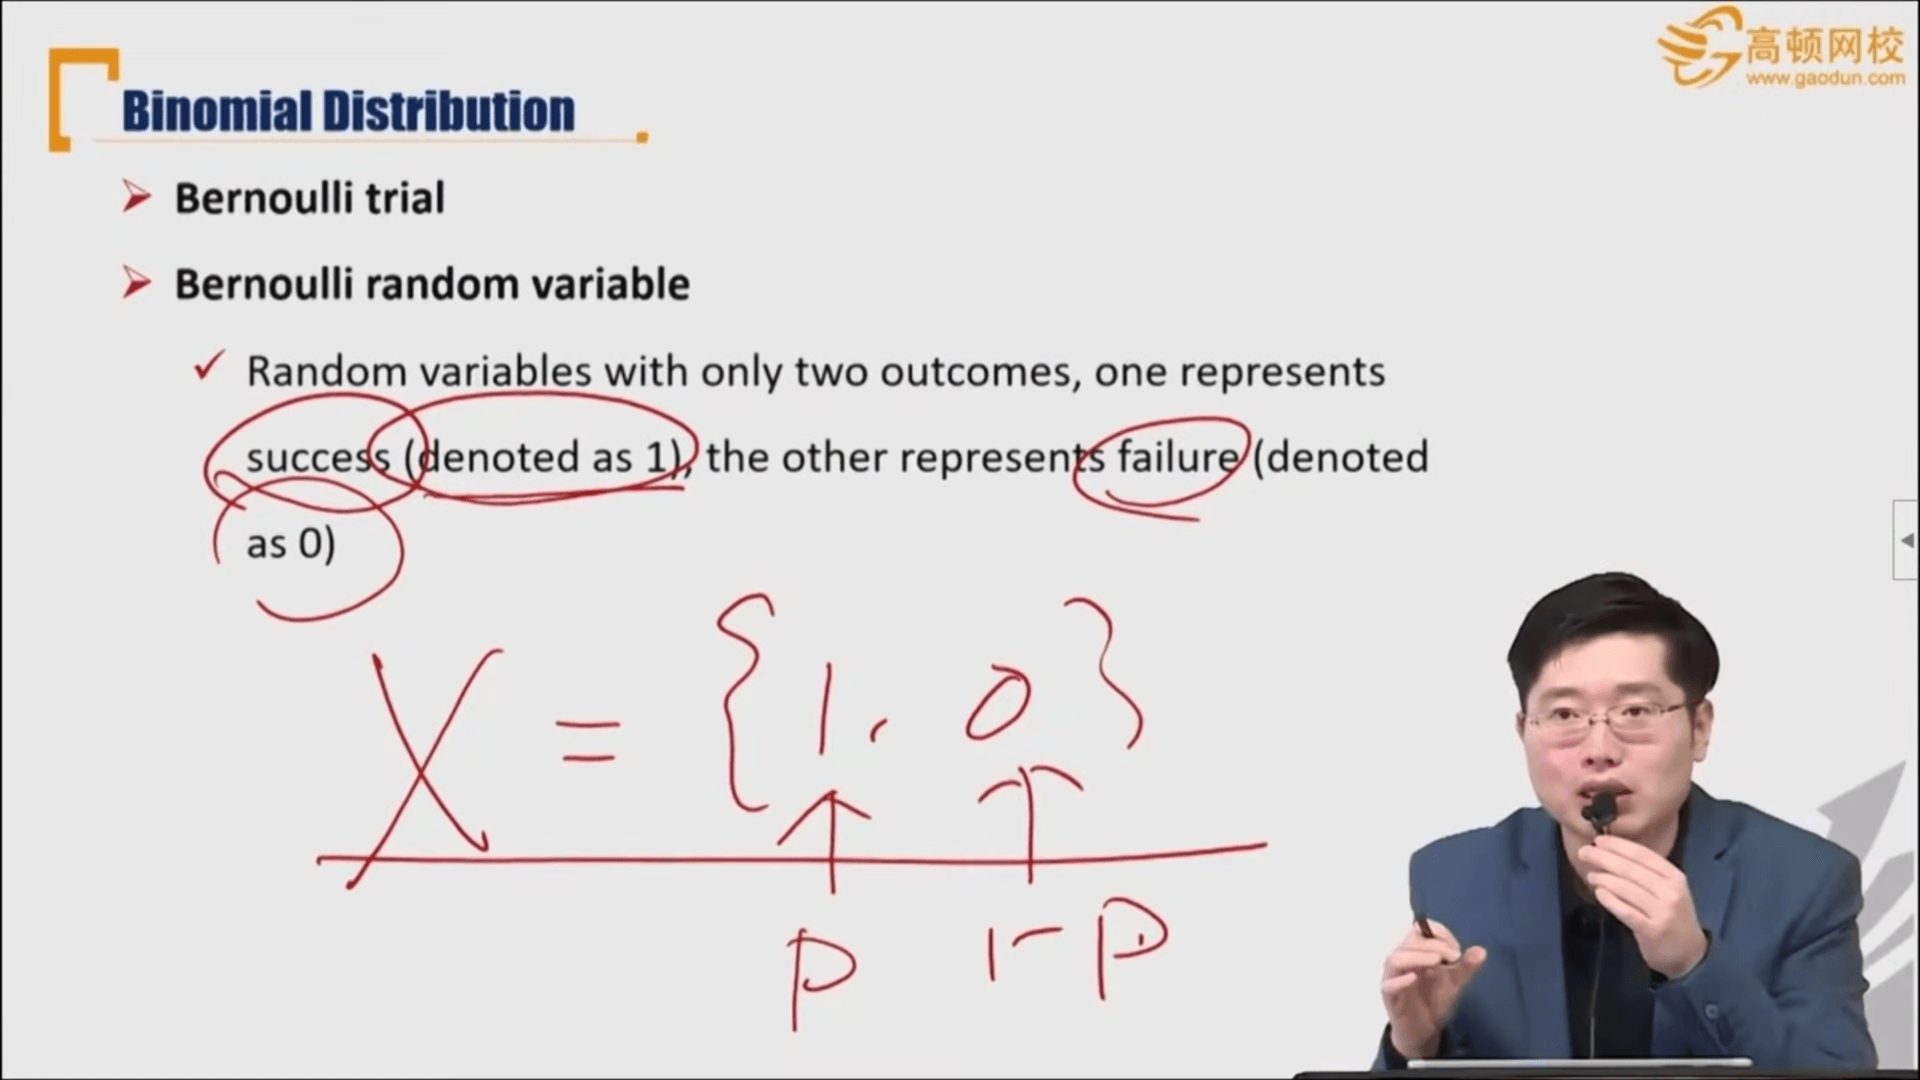 高顿网校
www.gaodun.com
Binomial Distribution
Bernoulli trial
Bernoulli random variable
Random variables with only two outcomes, one represents
success (denoted as 1), the other represents failure (denoted
as 0)
X = { 1, 0 }
p 1-p